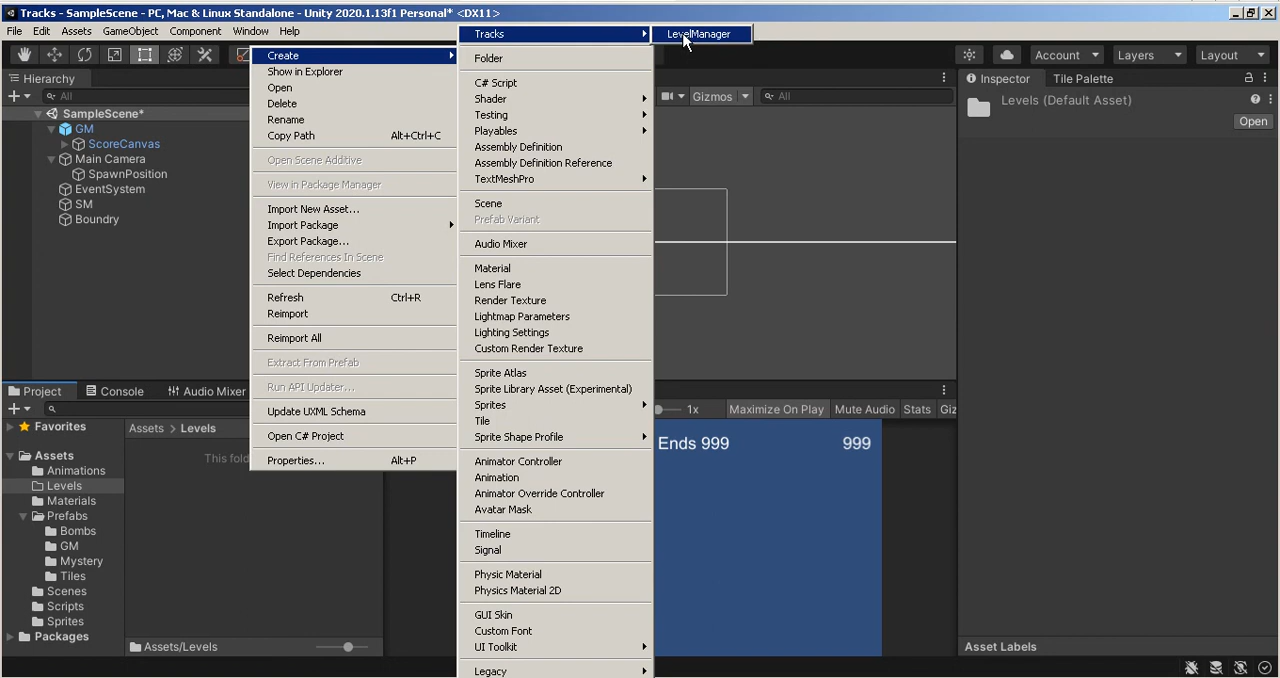 Tracks - SampleScene - PC, Mac & Linux Standalone - Unity 2020.1.13f1 Personal* <DX11>
File Edit Assets GameObject Component Window Help
Account Layers Layout
Hierarchy
All
SampleScene*
GM
ScoreCanvas
Main Camera
SpawnPosition
EventSystem
SM
Boundry
Create
Show in Explorer
Open
Delete
Rename
Copy Path Alt+Ctrl+C
Open Scene Additive
View in Package Manager
Import New Asset...
Import Package
Export Package...
Find References In Scene
Select Dependencies
Refresh Ctrl+R
Reimport
Reimport All
Extract From Prefab
Run API Updater...
Update UXML Schema
Open C# Project
Properties... Alt+P
Tracks
Folder
C# Script
Shader
Testing
Playables
Assembly Definition
Assembly Definition Reference
TextMeshPro
Scene
Prefab Variant
Audio Mixer
Material
Lens Flare
Render Texture
Lightmap Parameters
Lighting Settings
Custom Render Texture
Sprite Atlas
Sprite Library Asset (Experimental)
Sprites
Tile
Sprite Shape Profile
Animator Controller
Animation
Animator Override Controller
Avatar Mask
Timeline
Signal
Physic Material
Physics Material 2D
GUI Skin
Custom Font
UI Toolkit
Legacy
LevelManager
Gizmos All
1x Maximize On Play Mute Audio Stats Giz
Ends 999 999
Inspector Tile Palette
Levels (Default Asset)
Open
Asset Labels
Project Console Audio Mixer
Favorites
Assets
Animations
Levels
Materials
Prefabs
Bombs
GM
Mystery
Tiles
Scenes
Scripts
Sprites
Packages
Assets > Levels
This fold
Assets/Levels